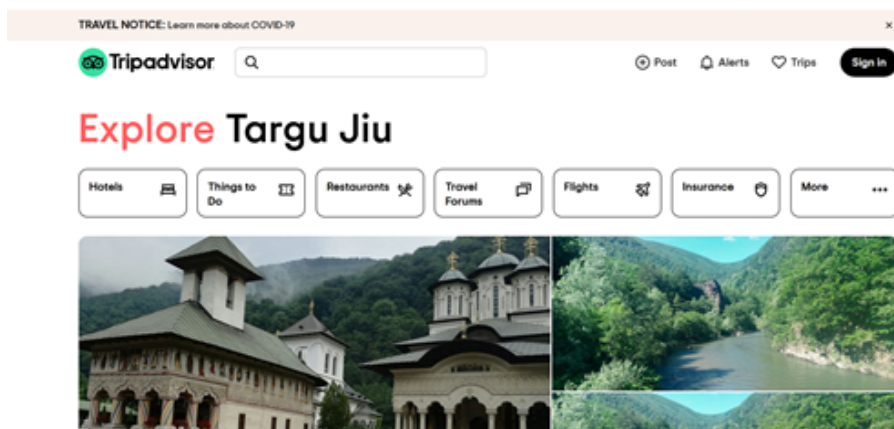 TRAVEL NOTICE: Learn more about COVID-19 ×
Tripadvisor Post Alerts Trips Sign in
Explore Targu Jiu
Hotels Things to Do Restaurants Travel Forums Flights Insurance More